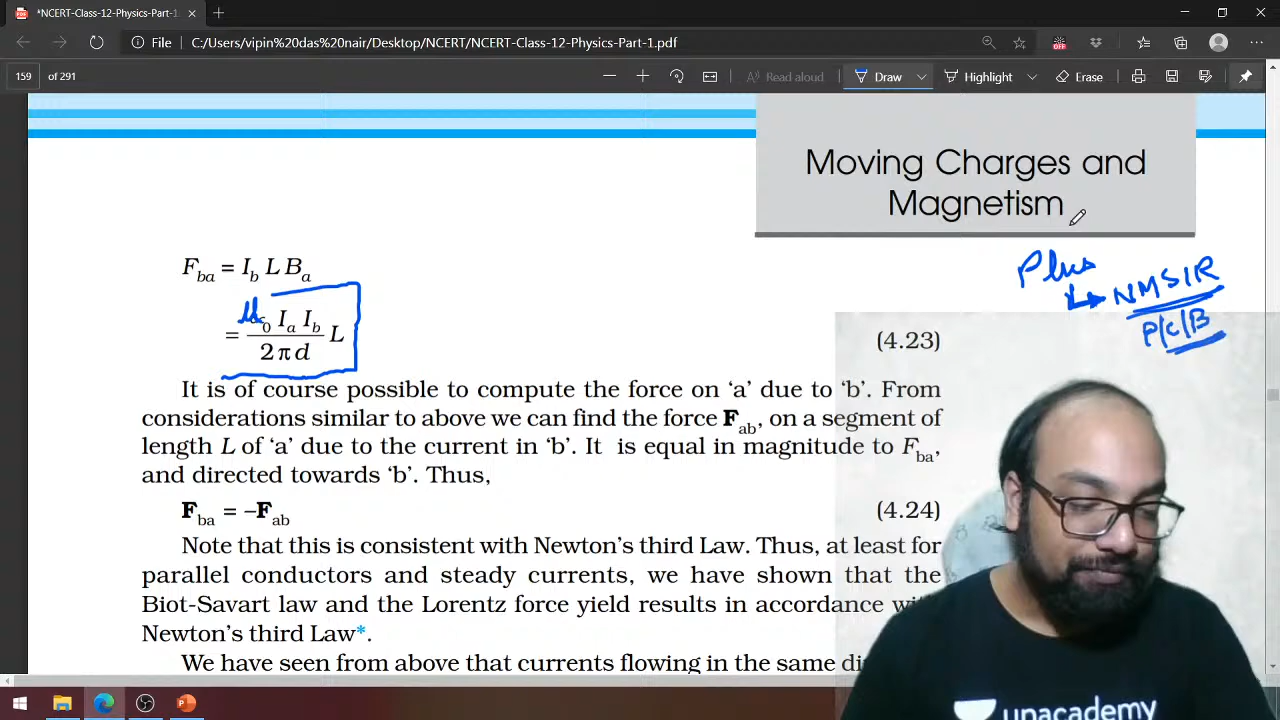 *NCERT-Class-12-Physics-Part-1.
File C:/Users/vipin%20das%20nair/Desktop/NCERT/NCERT-Class-12-Physics-Part-1.pdf
159 of 291 Read aloud Draw Highlight Erase
Moving Charges and
Magnetism
Plus
NMSIR
P/C/B
F_ba = I_b L B_a
= μ_0 I_a I_b / 2πd L (4.23)
It is of course possible to compute the force on ‘a’ due to ‘b’. From
considerations similar to above we can find the force F_ab, on a segment of
length L of ‘a’ due to the current in ‘b’. It is equal in magnitude to F_ba,
and directed towards ‘b’. Thus,
F_ba = –F_ab (4.24)
Note that this is consistent with Newton’s third Law. Thus, at least for
parallel conductors and steady currents, we have shown that the
Biot-Savart law and the Lorentz force yield results in accordance
Newton’s third Law*.
We have seen from above that currents flowing in the same
unacademy